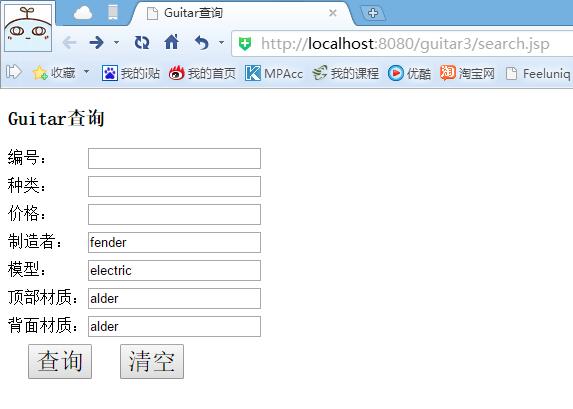 Guitar查询
http://localhost:8080/guitar3/search.jsp
收藏 我的i贴 我的首页 MPAcc 我的课程 优酷 淘宝网 Feeluniq
Guitar查询
编号：
种类：
价格：
制造者： fender
模型： electric
顶部材质： alder
背面材质： alder
查询 清空